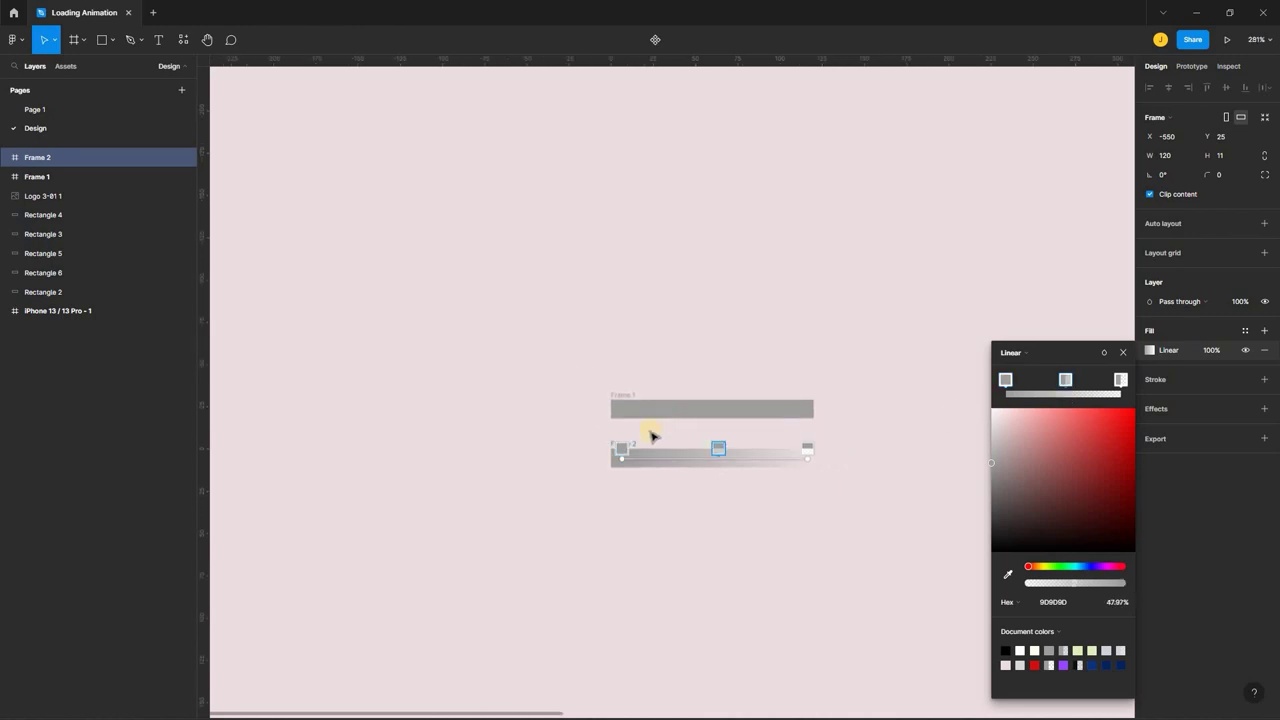 Loading Animation
J
Share
281%
Layers
Assets
Design
Pages
Page 1
Design
Frame 2
Frame 1
Logo 3-01 1
Rectangle 4
Rectangle 3
Rectangle 5
Rectangle 6
Rectangle 2
iPhone 13 / 13 Pro - 1
Frame 1
Design
Prototype
Inspect
Frame
X -550 Y 25
W 120 H 11
0° 0
Clip content
Auto layout
Layout grid
Layer
Pass through 100%
Fill
Linear 100%
Stroke
Effects
Export
Linear
Hex 9D9D9D 47.97%
Document colors
?